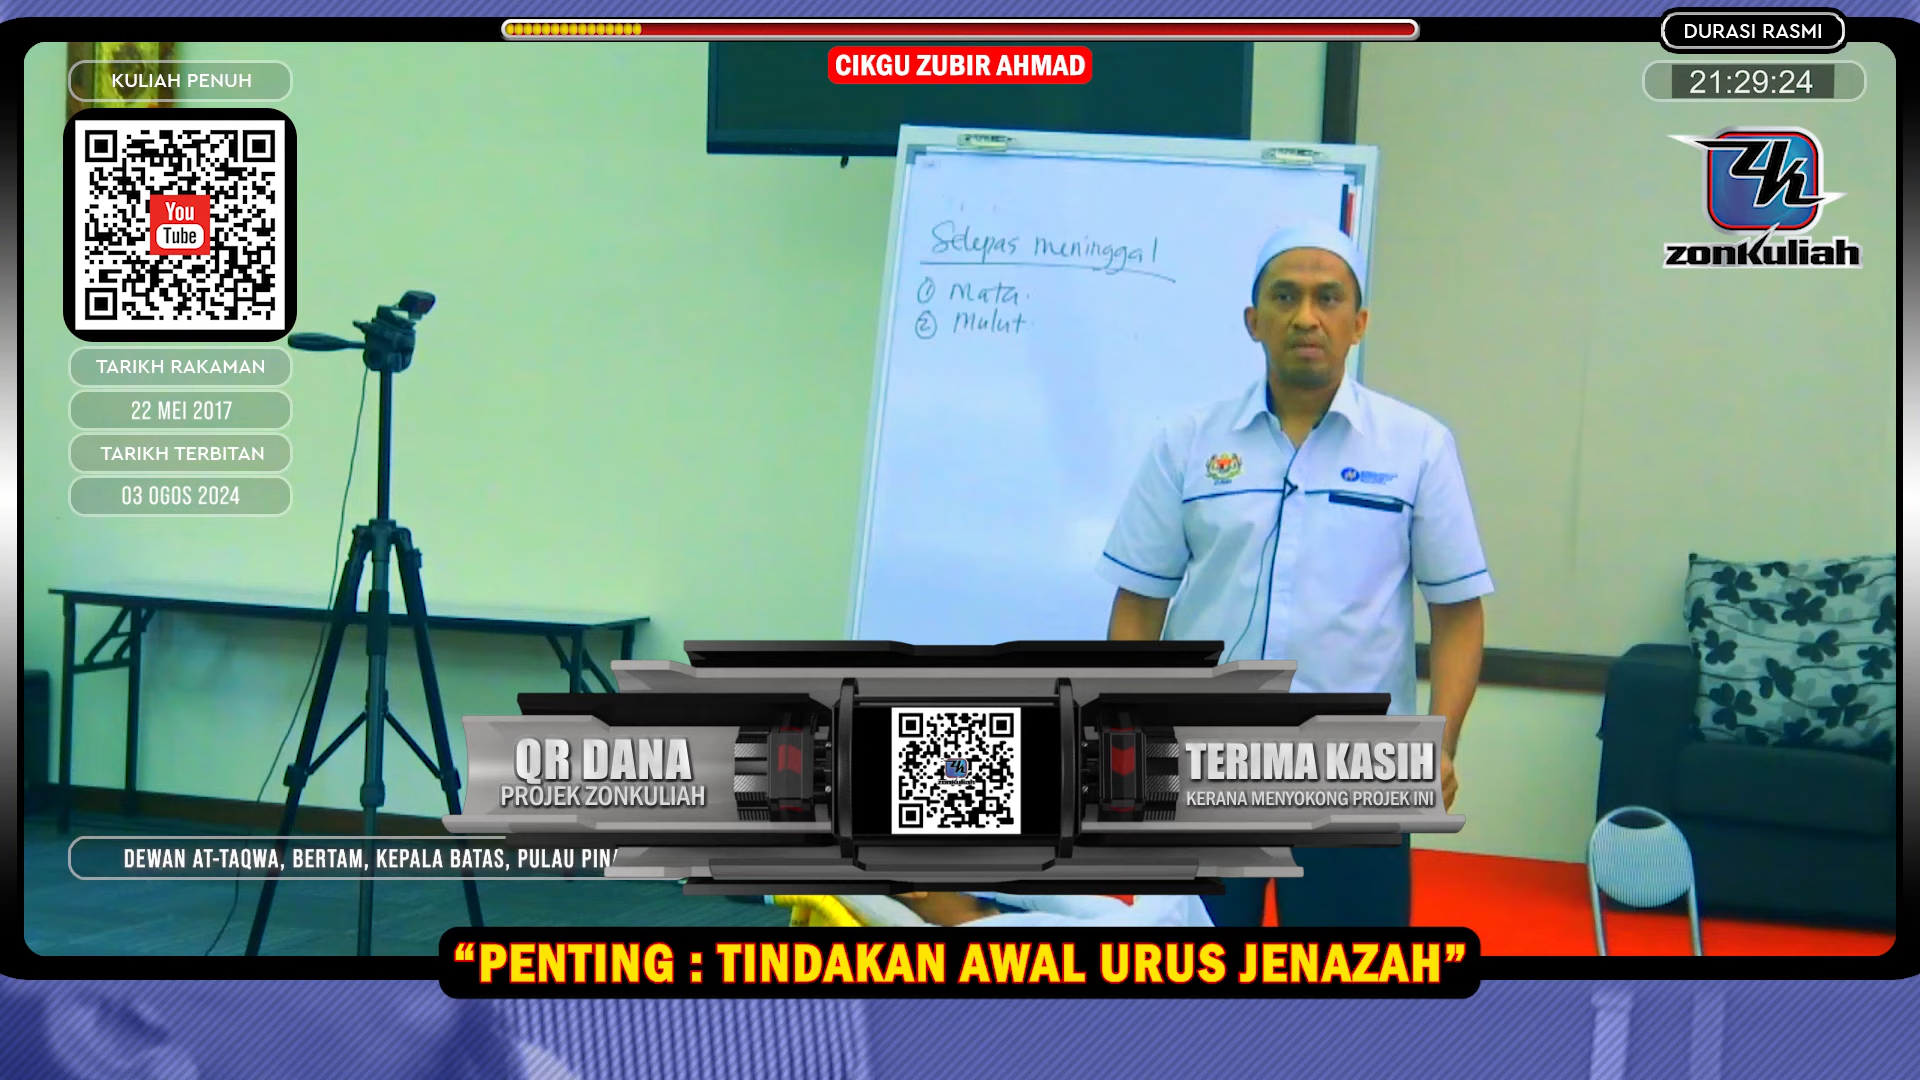 DURASI RASMI
21:29:24
CIKGU ZUBIR AHMAD
KULIAH PENUH
You
Tube
zonkuliah
Selepas meninggal
① Mata.
② Mulut.
TARIKH RAKAMAN
22 MEI 2017
TARIKH TERBITAN
03 OGOS 2024
QR DANA
PROJEK ZONKULIAH
zonkuliah
TERIMA KASIH
KERANA MENYOKONG PROJEK INI
DEWAN AT-TAQWA, BERTAM, KEPALA BATAS, PULAU
“PENTING : TINDAKAN AWAL URUS JENAZAH”